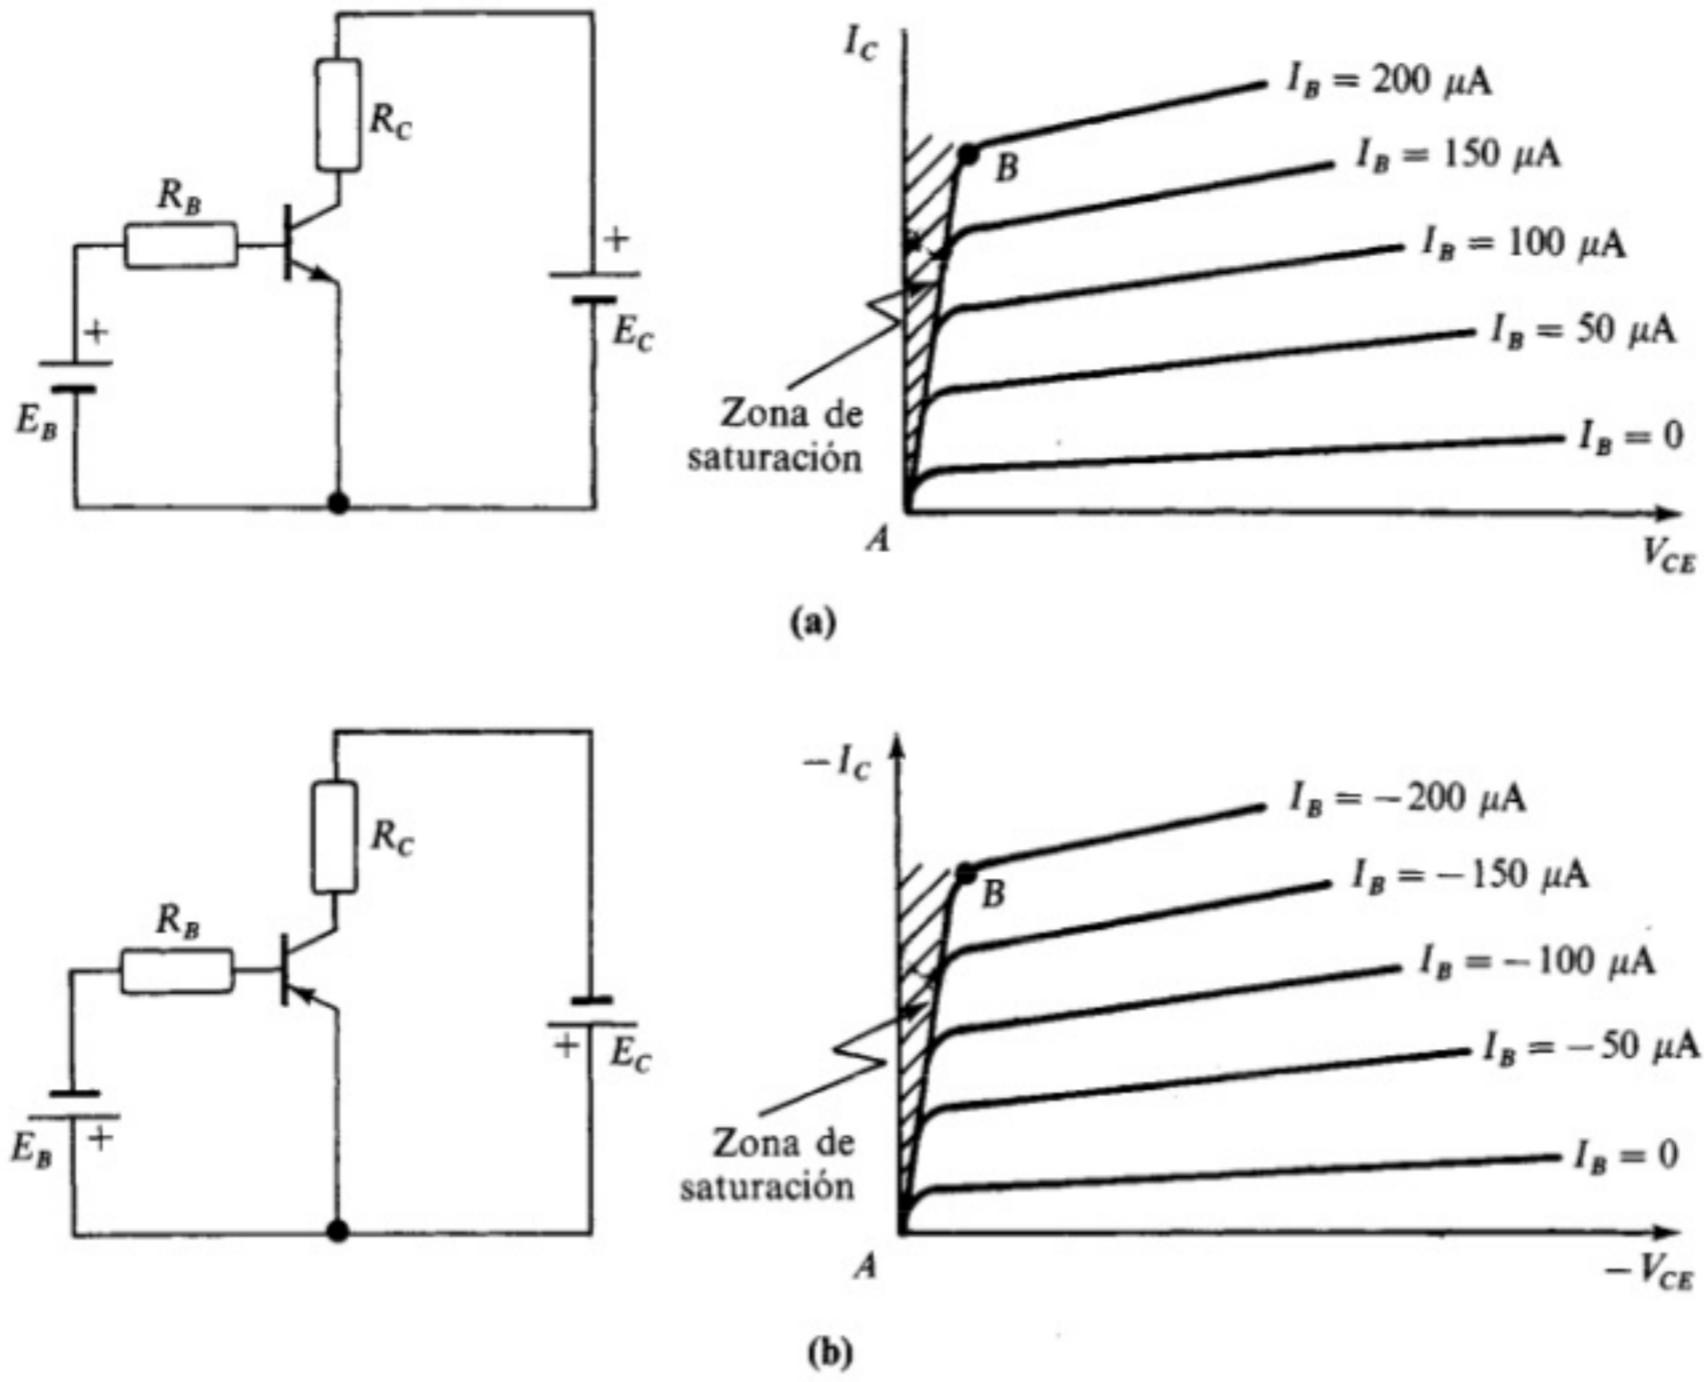 R_C
R_B
+
E_B
+
E_C
I_C
I_B = 200 μA
B
I_B = 150 μA
I_B = 100 μA
I_B = 50 μA
I_B = 0
Zona de
saturación
A
V_CE
(a)
R_C
R_B
E_B
+
+
E_C
−I_C
I_B = −200 μA
B
I_B = −150 μA
I_B = −100 μA
I_B = −50 μA
I_B = 0
Zona de
saturación
A
−V_CE
(b)